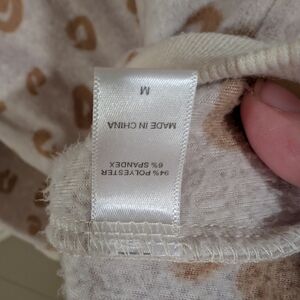 M
MADE IN CHINA
94% POLYESTER
6% SPANDEX